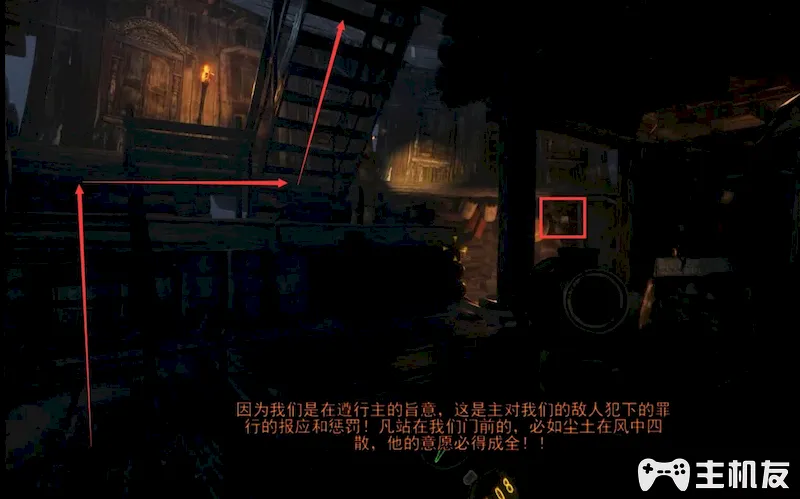 因为我们是在遵行主的旨意，这是主对我们的敌人犯下的罪
行的报应和惩罚！凡站在我们门前的，必如尘土在风中四
散，他的意愿必得成全！！
08
主机友